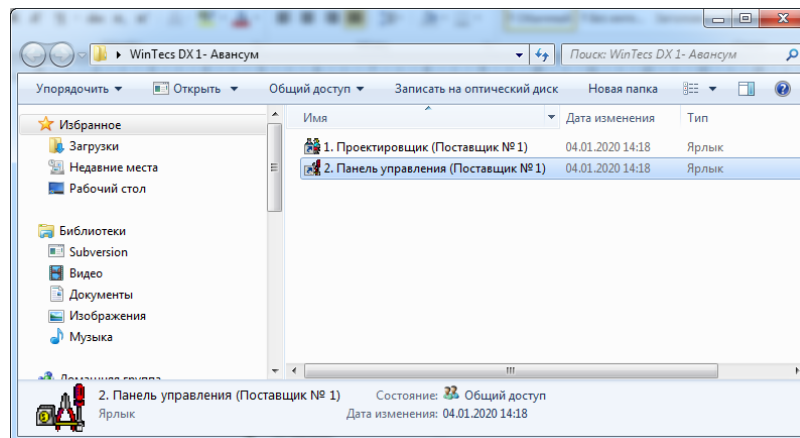 WinTecs DX 1- Авансум
Поиск: WinTecs DX 1- Авансум
Упорядочить Открыть Общий доступ Записать на оптический диск Новая папка
Имя Дата изменения Тип
Избранное
Загрузки
Недавние места
Рабочий стол
Библиотеки
Subversion
Видео
Документы
Изображения
Музыка
Домашняя группа
1. Проектировщик (Поставщик № 1) 04.01.2020 14:18 Ярлык
2. Панель управления (Поставщик № 1) 04.01.2020 14:18 Ярлык
2. Панель управления (Поставщик № 1) Состояние: Общий доступ
Ярлык Дата изменения: 04.01.2020 14:18